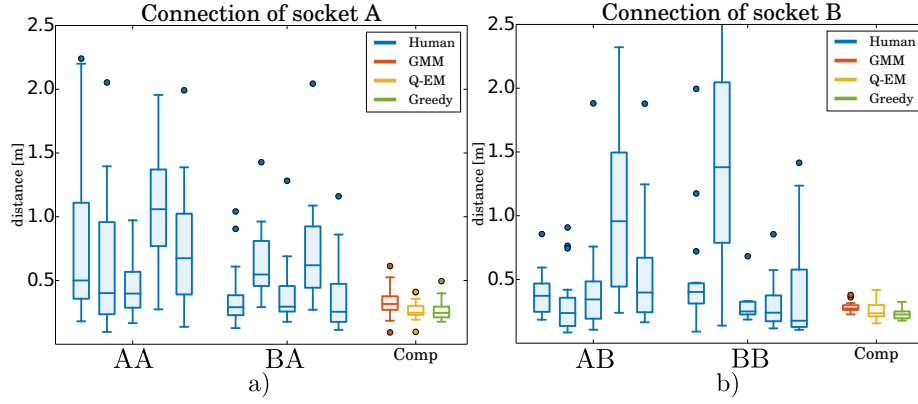 Connection of socket A
2.5
2.0
1.5
1.0
0.5
distance [m]
Human
GMM
Q-EM
Greedy
AA
BA
Comp
a)
Connection of socket B
2.5
2.0
1.5
1.0
0.5
distance [m]
Human
GMM
Q-EM
Greedy
AB
BB
Comp
b)